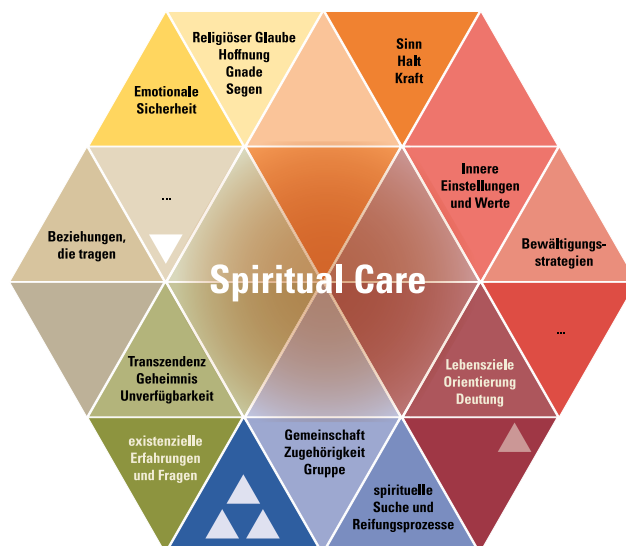 Religiöser Glaube
Hoffnung
Gnade
Segen
Sinn
Halt
Kraft
Emotionale
Sicherheit
...
Innere
Einstellungen
und Werte
Beziehungen,
die tragen
Bewältigungs-
strategien
Spiritual Care
...
Transzendenz
Geheimnis
Unverfügbarkeit
Lebensziele
Orientierung
Deutung
existenzielle
Erfahrungen
und Fragen
Gemeinschaft
Zugehörigkeit
Gruppe
spirituelle
Suche und
Reifungsprozesse